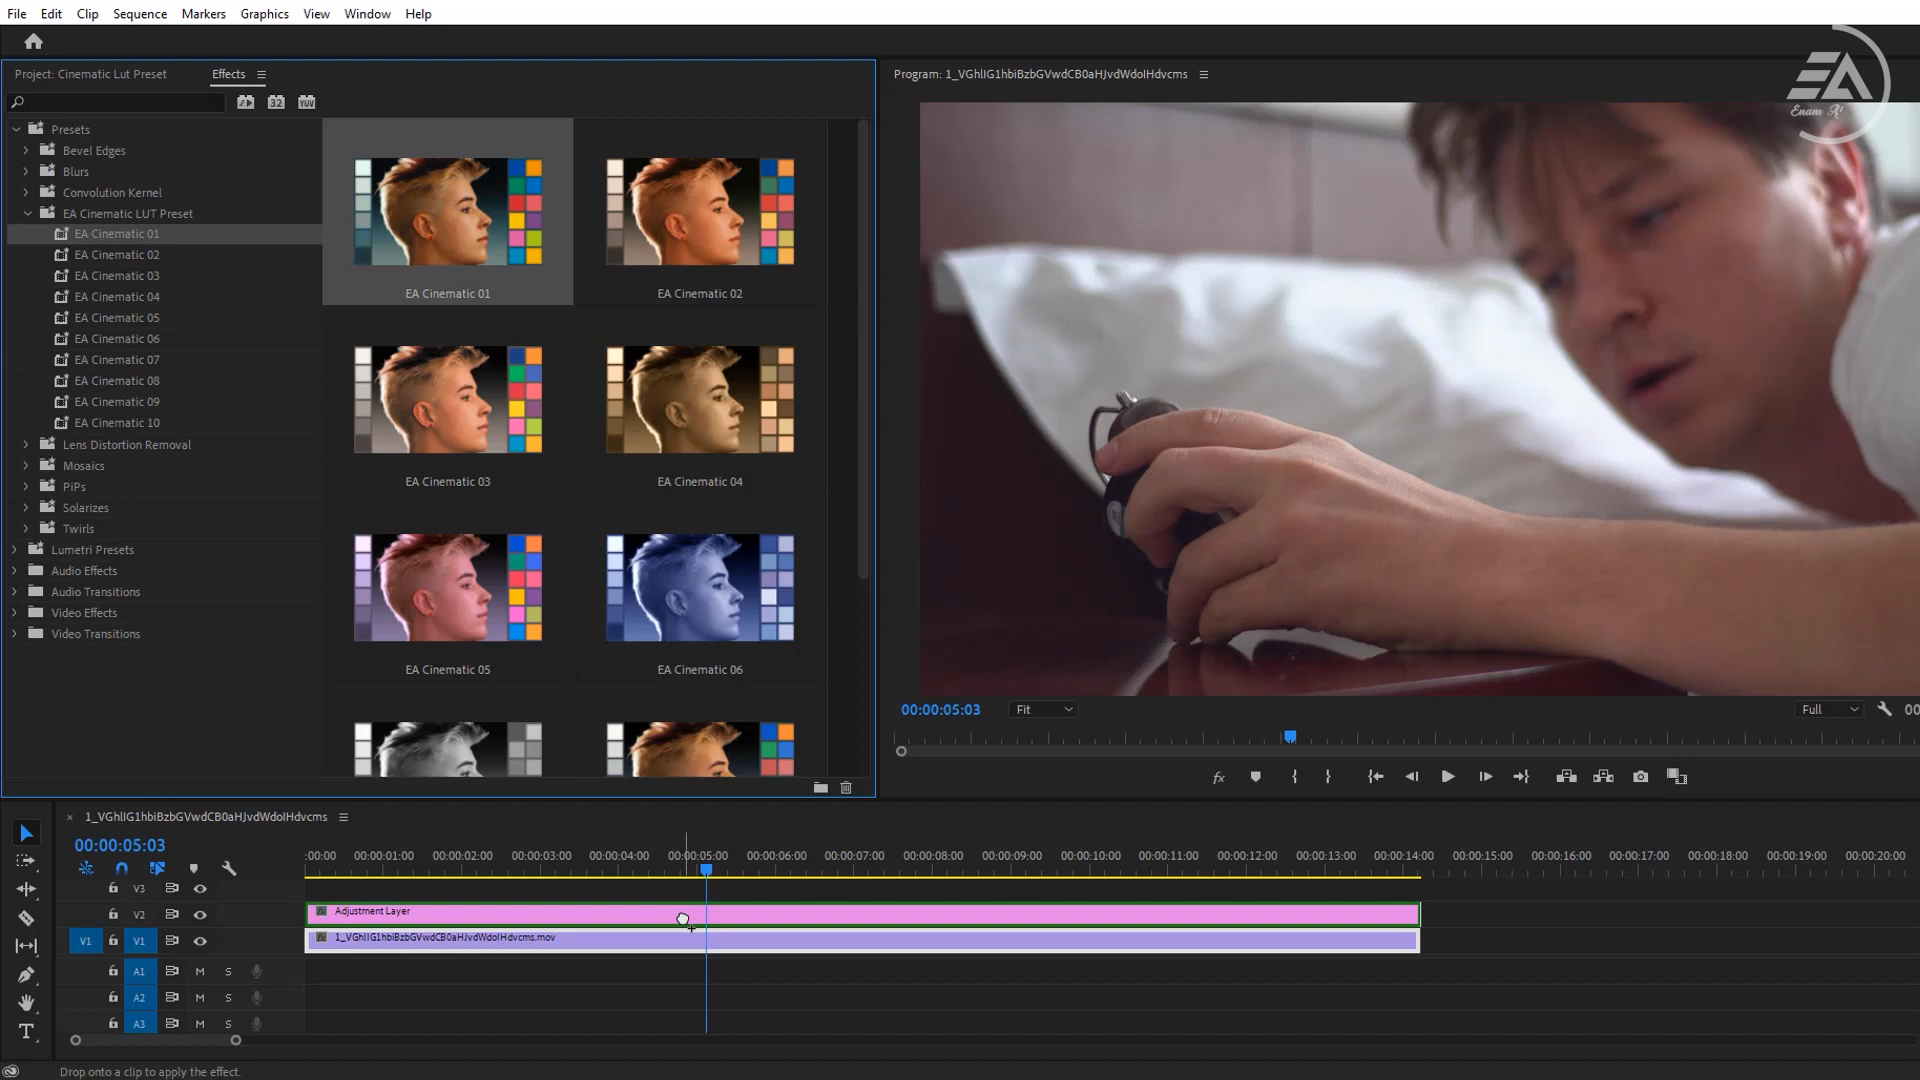 File Edit Clip Sequence Markers Graphics View Window Help
Project: Cinematic Lut Preset
Effects
32
YUV
Presets
Bevel Edges
Blurs
Convolution Kernel
EA Cinematic LUT Preset
EA Cinematic 01
EA Cinematic 02
EA Cinematic 03
EA Cinematic 04
EA Cinematic 05
EA Cinematic 06
EA Cinematic 07
EA Cinematic 08
EA Cinematic 09
EA Cinematic 10
Lens Distortion Removal
Mosaics
PiPs
Solarizes
Twirls
Lumetri Presets
Audio Effects
Audio Transitions
Video Effects
Video Transitions
EA Cinematic 01
EA Cinematic 02
EA Cinematic 03
EA Cinematic 04
EA Cinematic 05
EA Cinematic 06
Program: 1_VGhlIG1hbiBzbGVwdCB0aHJvdWdoIHdvcms
EA
Enam A!
00:00:05:03
Fit
Full
00
fx
1_VGhlIG1hbiBzbGVwdCB0aHJvdWdoIHdvcms
00:00:05:03
:00:00 00:00:01:00 00:00:02:00 00:00:03:00 00:00:04:00 00:00:05:00 00:00:06:00 00:00:07:00 00:00:08:00 00:00:09:00 00:00:10:00 00:00:11:00 00:00:12:00 00:00:13:00 00:00:14:00 00:00:15:00 00:00:16:00 00:00:17:00 00:00:18:00 00:00:19:00 00:00:20:00
V3
V2
Adjustment Layer
V1 V1
1_VGhlIG1hbiBzbGVwdCB0aHJvdWdoIHdvcms.mov
A1 M S
A2 M S
A3 M S
T
Drop onto a clip to apply the effect.